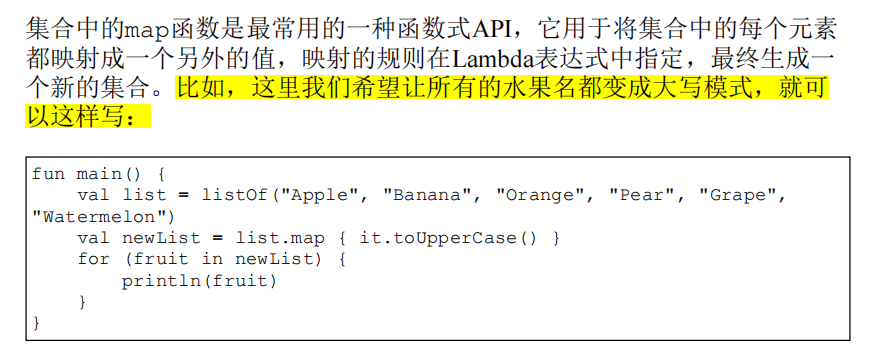 集合中的map函数是最常用的一种函数式API，它用于将集合中的每个元素
都映射成一个另外的值，映射的规则在Lambda表达式中指定，最终生成一
个新的集合。比如，这里我们希望让所有的水果名都变成大写模式，就可
以这样写：
fun main() {
    val list = listOf("Apple", "Banana", "Orange", "Pear", "Grape",
"Watermelon")
    val newList = list.map { it.toUpperCase() }
    for (fruit in newList) {
        println(fruit)
    }
}